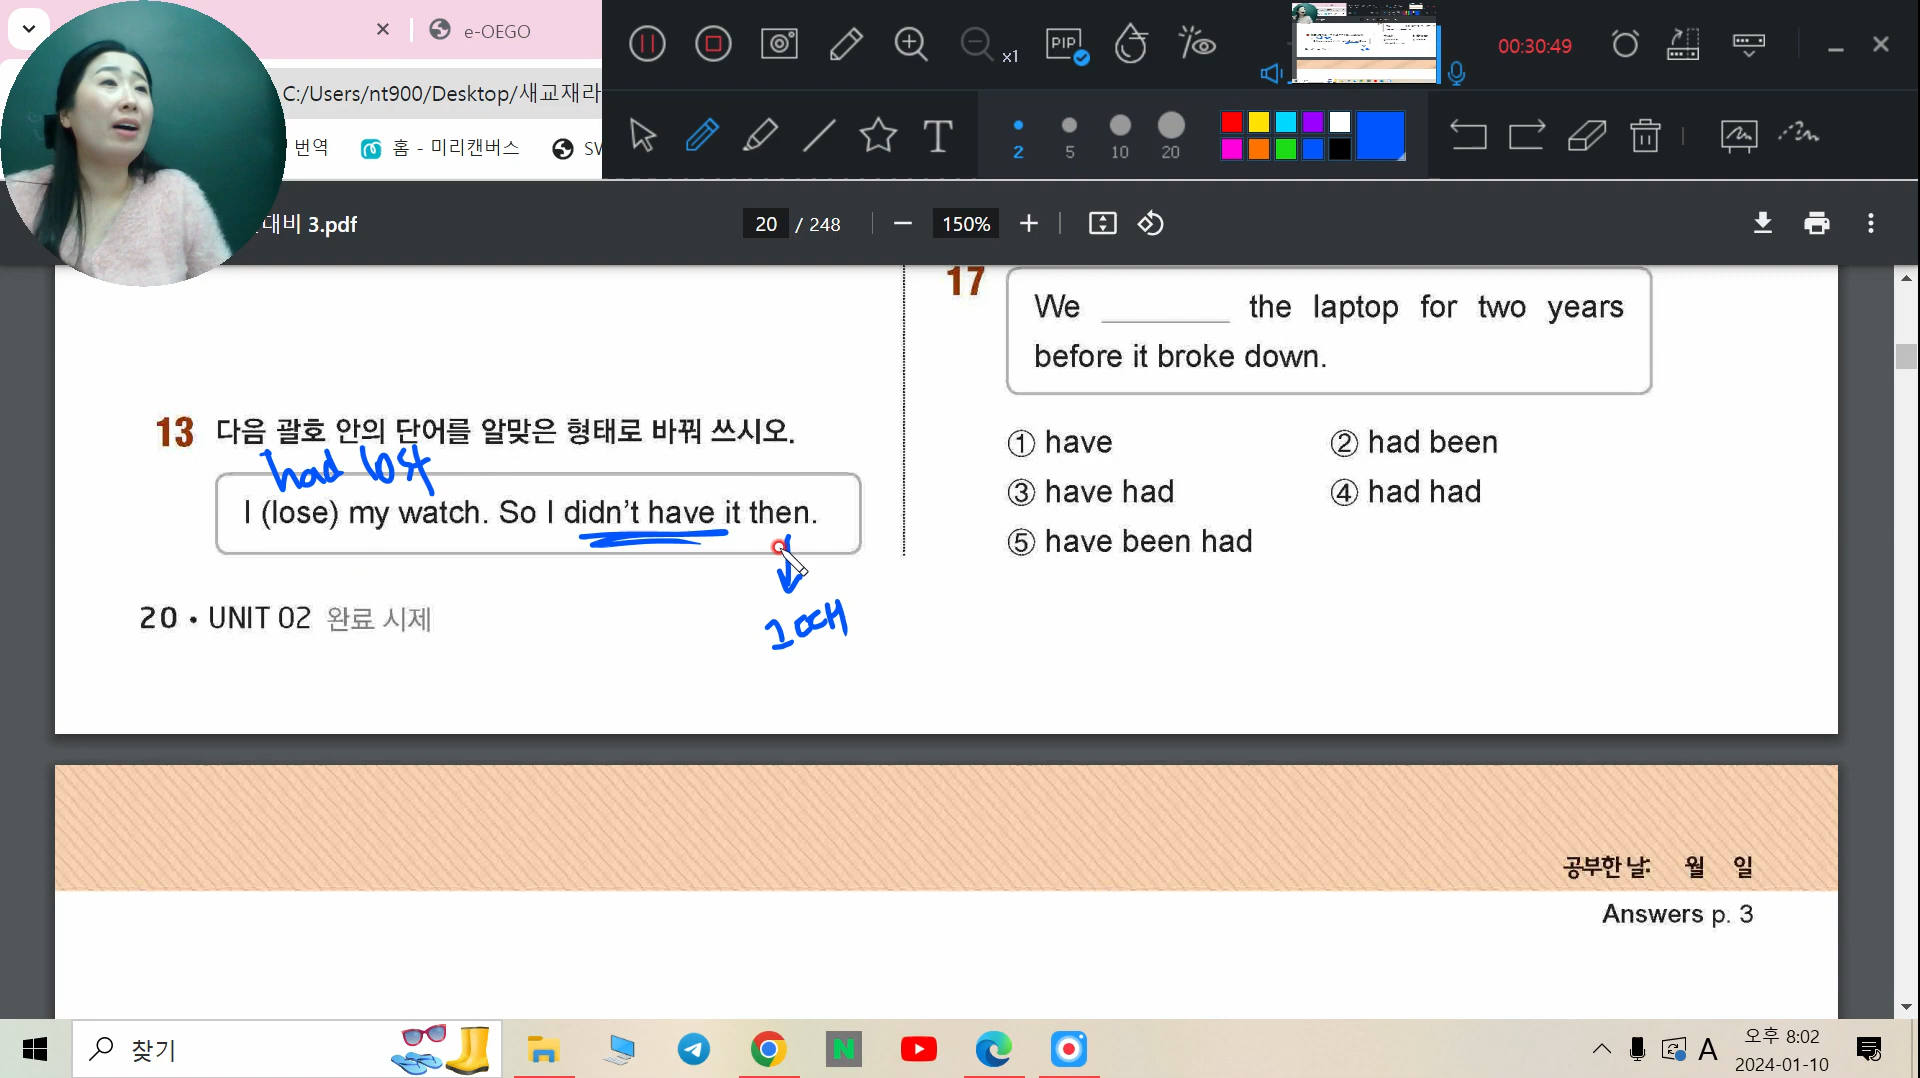 e-OEGO
C:/Users/nt900/Desktop/새교재라
번역
홈 - 미리캔버스
x1
PIP
00:30:49
T
2
5
10
20
대비 3.pdf
20 / 248
150%
13 다음 괄호 안의 단어를 알맞은 형태로 바꿔 쓰시오.
had lost
I (lose) my watch. So I didn't have it then.
그때
20 • UNIT 02 완료 시제
17
We ________ the laptop for two years
before it broke down.
① have
② had been
③ have had
④ had had
⑤ have been had
공부한 날: 월 일
Answers p. 3
찾기
N
A
오후 8:02
2024-01-10